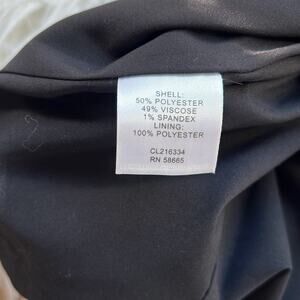 SHELL:
50% POLYESTER
49% VISCOSE
1% SPANDEX
LINING:
100% POLYESTER
CL216334
RN 58665